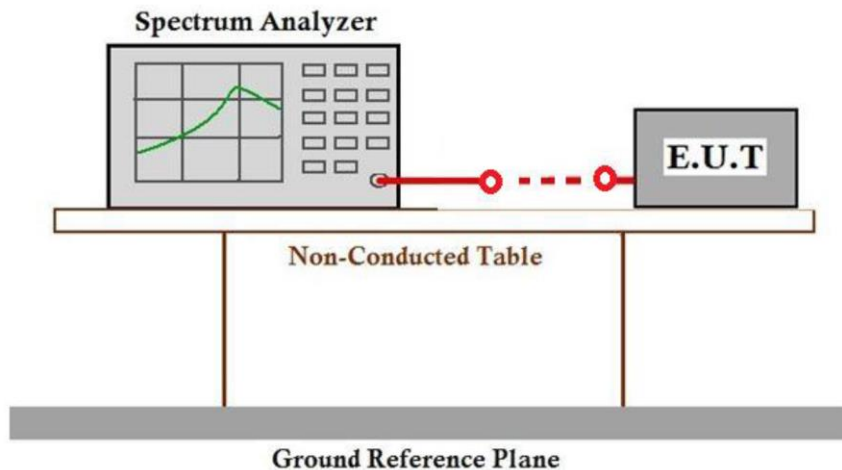 Spectrum Analyzer
E.U.T
Non-Conducted Table
Ground Reference Plane